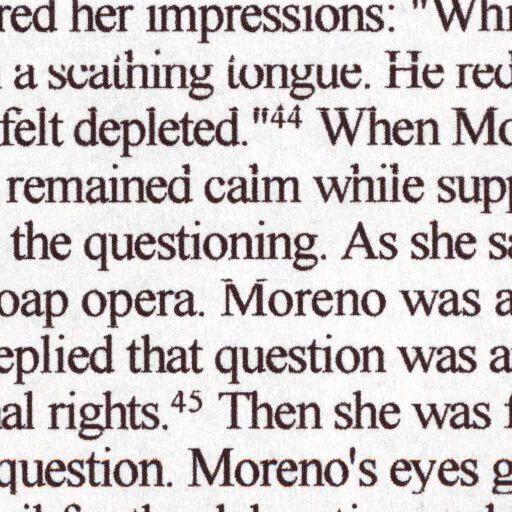 red her impressions: "Whi
a scathing tongue. He red
felt depleted."44 When Mo
remained calm while supp
the questioning. As she sa
oap opera. Moreno was a
eplied that question was a
al rights.45 Then she was f
question. Moreno's eyes g